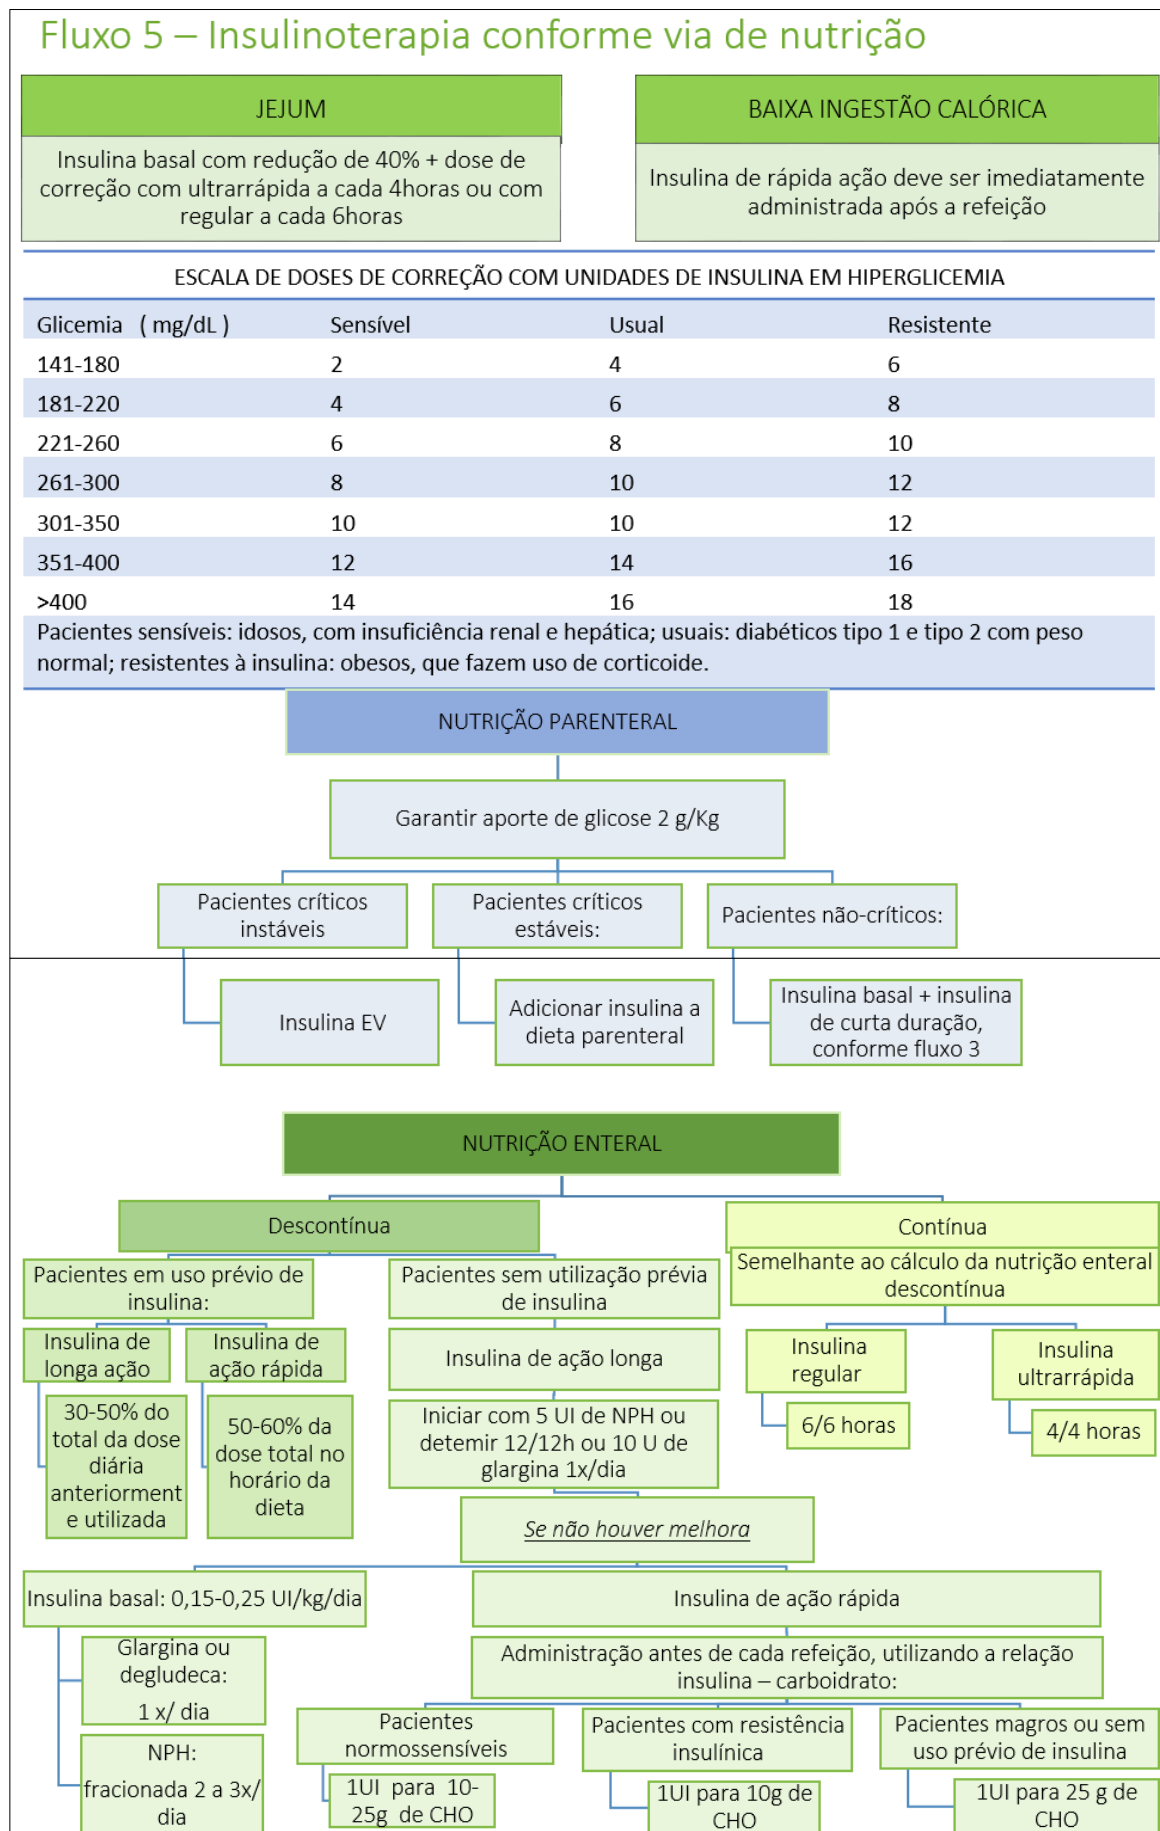 Fluxo 5 – Insulinoterapia conforme via de nutrição
JEJUM
Insulina basal com redução de 40% + dose de
correção com ultrarrápida a cada 4horas ou com
regular a cada 6horas
BAIXA INGESTÃO CALÓRICA
Insulina de rápida ação deve ser imediatamente
administrada após a refeição
ESCALA DE DOSES DE CORREÇÃO COM UNIDADES DE INSULINA EM HIPERGLICEMIA
Glicemia ( mg/dL ) Sensível Usual Resistente
141-180 2 4 6
181-220 4 6 8
221-260 6 8 10
261-300 8 10 12
301-350 10 10 12
351-400 12 14 16
>400 14 16 18
Pacientes sensíveis: idosos, com insuficiência renal e hepática; usuais: diabéticos tipo 1 e tipo 2 com peso
normal; resistentes à insulina: obesos, que fazem uso de corticoide.
NUTRIÇÃO PARENTERAL
Garantir aporte de glicose 2 g/Kg
Pacientes críticos
instáveis
Insulina EV
Pacientes críticos
estáveis:
Adicionar insulina a
dieta parenteral
Pacientes não-críticos:
Insulina basal + insulina
de curta duração,
conforme fluxo 3
NUTRIÇÃO ENTERAL
Descontínua
Pacientes em uso prévio de
insulina:
Insulina de
longa ação
30-50% do
total da dose
diária
anteriorment
e utilizada
Insulina de
ação rápida
50-60% da
dose total no
horário da
dieta
Pacientes sem utilização prévia
de insulina
Insulina de ação longa
Iniciar com 5 UI de NPH ou
detemir 12/12h ou 10 U de
glargina 1x/dia
Se não houver melhora
Insulina basal: 0,15-0,25 UI/kg/dia
Glargina ou
degludeca:
1 x/ dia
NPH:
fracionada 2 a 3x/
dia
Insulina de ação rápida
Administração antes de cada refeição, utilizando a relação
insulina – carboidrato:
Pacientes
normossensíveis
1UI para 10-
25g de CHO
Pacientes com resistência
insulínica
1UI para 10g de
CHO
Pacientes magros ou sem
uso prévio de insulina
1UI para 25 g de
CHO
Contínua
Semelhante ao cálculo da nutrição enteral
descontínua
Insulina
regular
6/6 horas
Insulina
ultrarrápida
4/4 horas